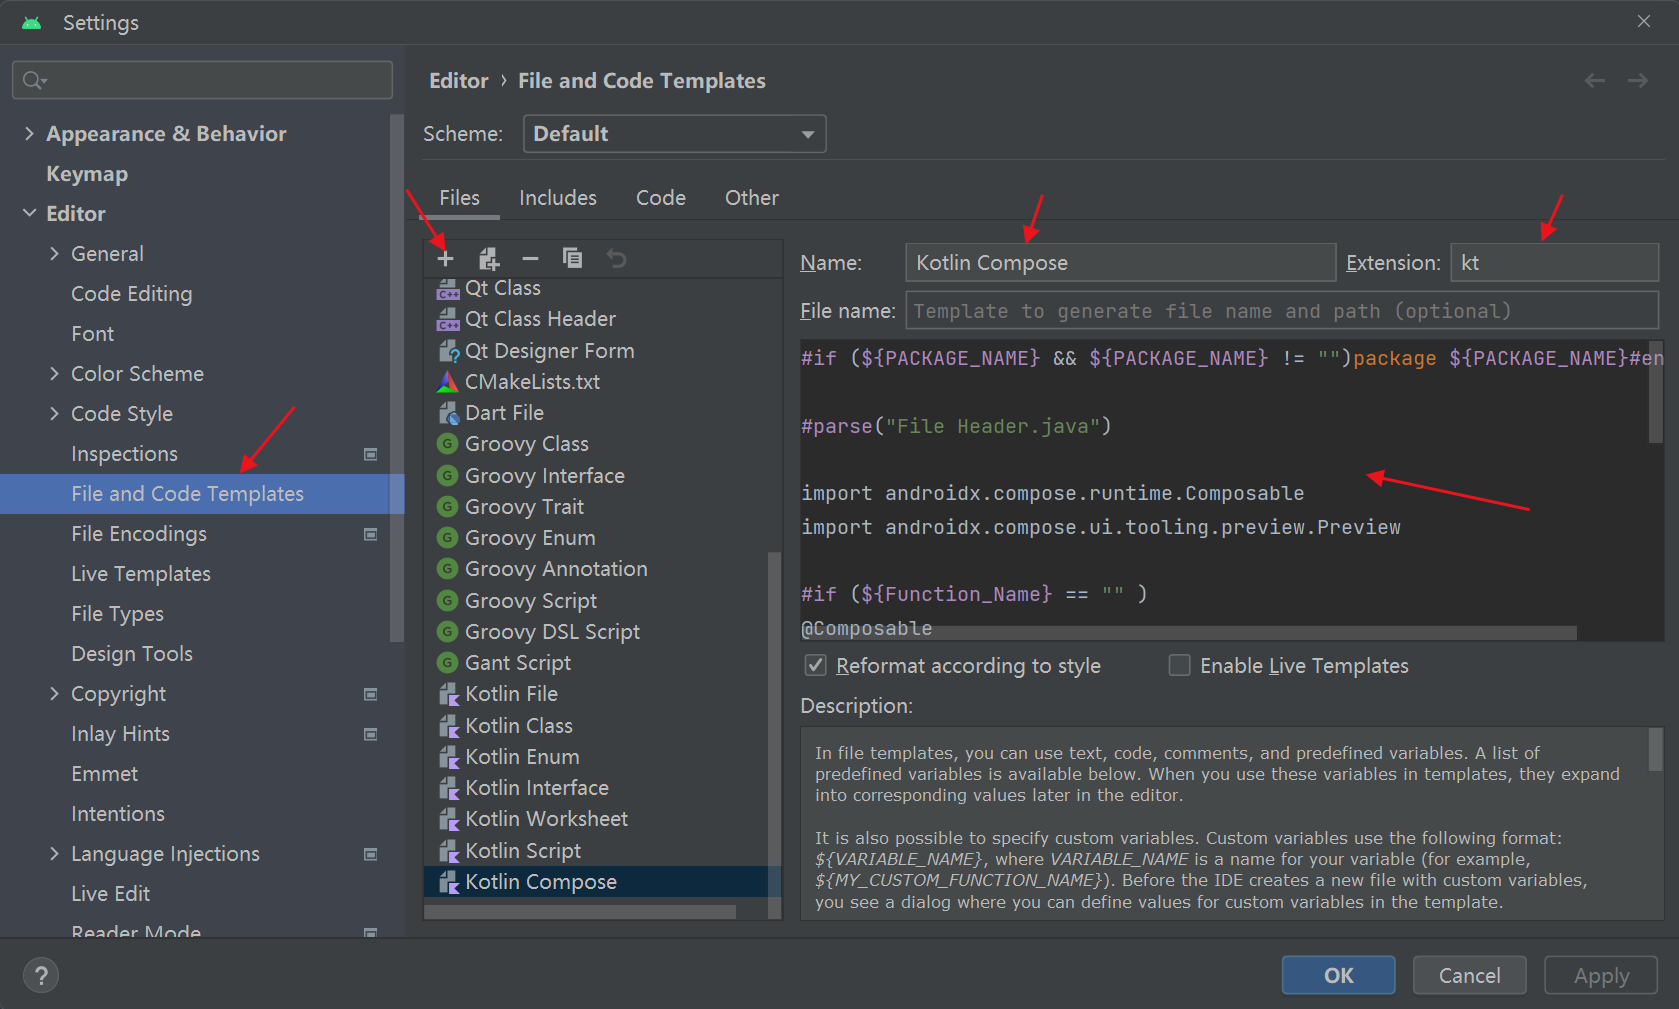 Settings
Appearance & Behavior
Keymap
Editor
General
Code Editing
Font
Color Scheme
Code Style
Inspections
File and Code Templates
File Encodings
Live Templates
File Types
Design Tools
Copyright
Inlay Hints
Emmet
Intentions
Language Injections
Live Edit
Reader Mode
Editor › File and Code Templates
Scheme: Default
Files Includes Code Other
Qt Class
Qt Class Header
Qt Designer Form
CMakeLists.txt
Dart File
Groovy Class
Groovy Interface
Groovy Trait
Groovy Enum
Groovy Annotation
Groovy Script
Groovy DSL Script
Gant Script
Kotlin File
Kotlin Class
Kotlin Enum
Kotlin Interface
Kotlin Worksheet
Kotlin Script
Kotlin Compose
Name: Kotlin Compose Extension: kt
File name: Template to generate file name and path (optional)
#if (${PACKAGE_NAME} && ${PACKAGE_NAME} != "")package ${PACKAGE_NAME}#en
#parse("File Header.java")
import androidx.compose.runtime.Composable
import androidx.compose.ui.tooling.preview.Preview
#if (${Function_Name} == "" )
@Composable
Reformat according to style Enable Live Templates
Description:
In file templates, you can use text, code, comments, and predefined variables. A list of
predefined variables is available below. When you use these variables in templates, they expand
into corresponding values later in the editor.
It is also possible to specify custom variables. Custom variables use the following format:
${VARIABLE_NAME}, where VARIABLE_NAME is a name for your variable (for example,
${MY_CUSTOM_FUNCTION_NAME}). Before the IDE creates a new file with custom variables,
you see a dialog where you can define values for custom variables in the template.
? OK Cancel Apply